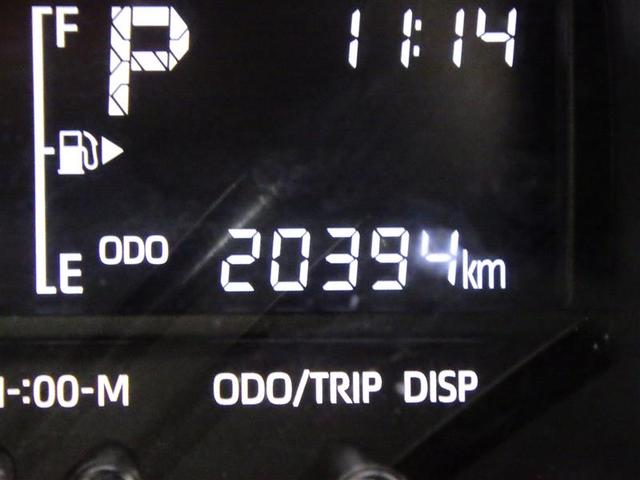 F P 11:14
E ODO 20394km
-:00-M ODO/TRIP DISP